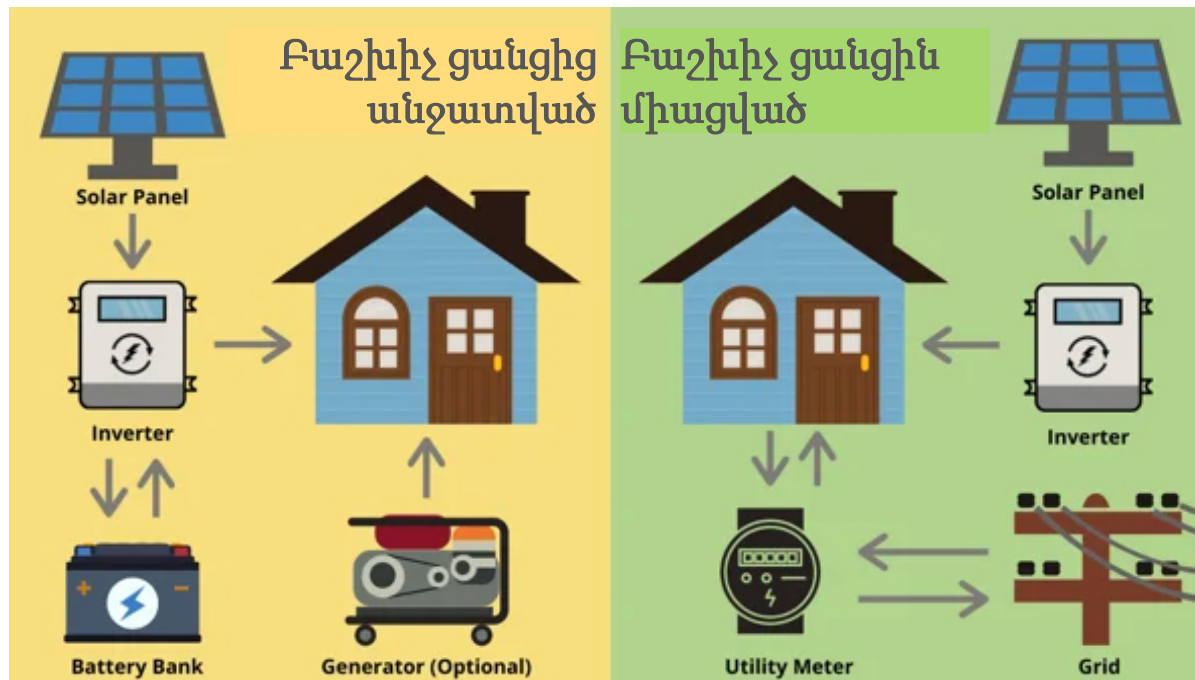 Բաշխիչ ցանցից
անջատված
Solar Panel
Inverter
Battery Bank
Generator (Optional)
Բաշխիչ ցանցին
միացված
Solar Panel
Inverter
Utility Meter
Grid